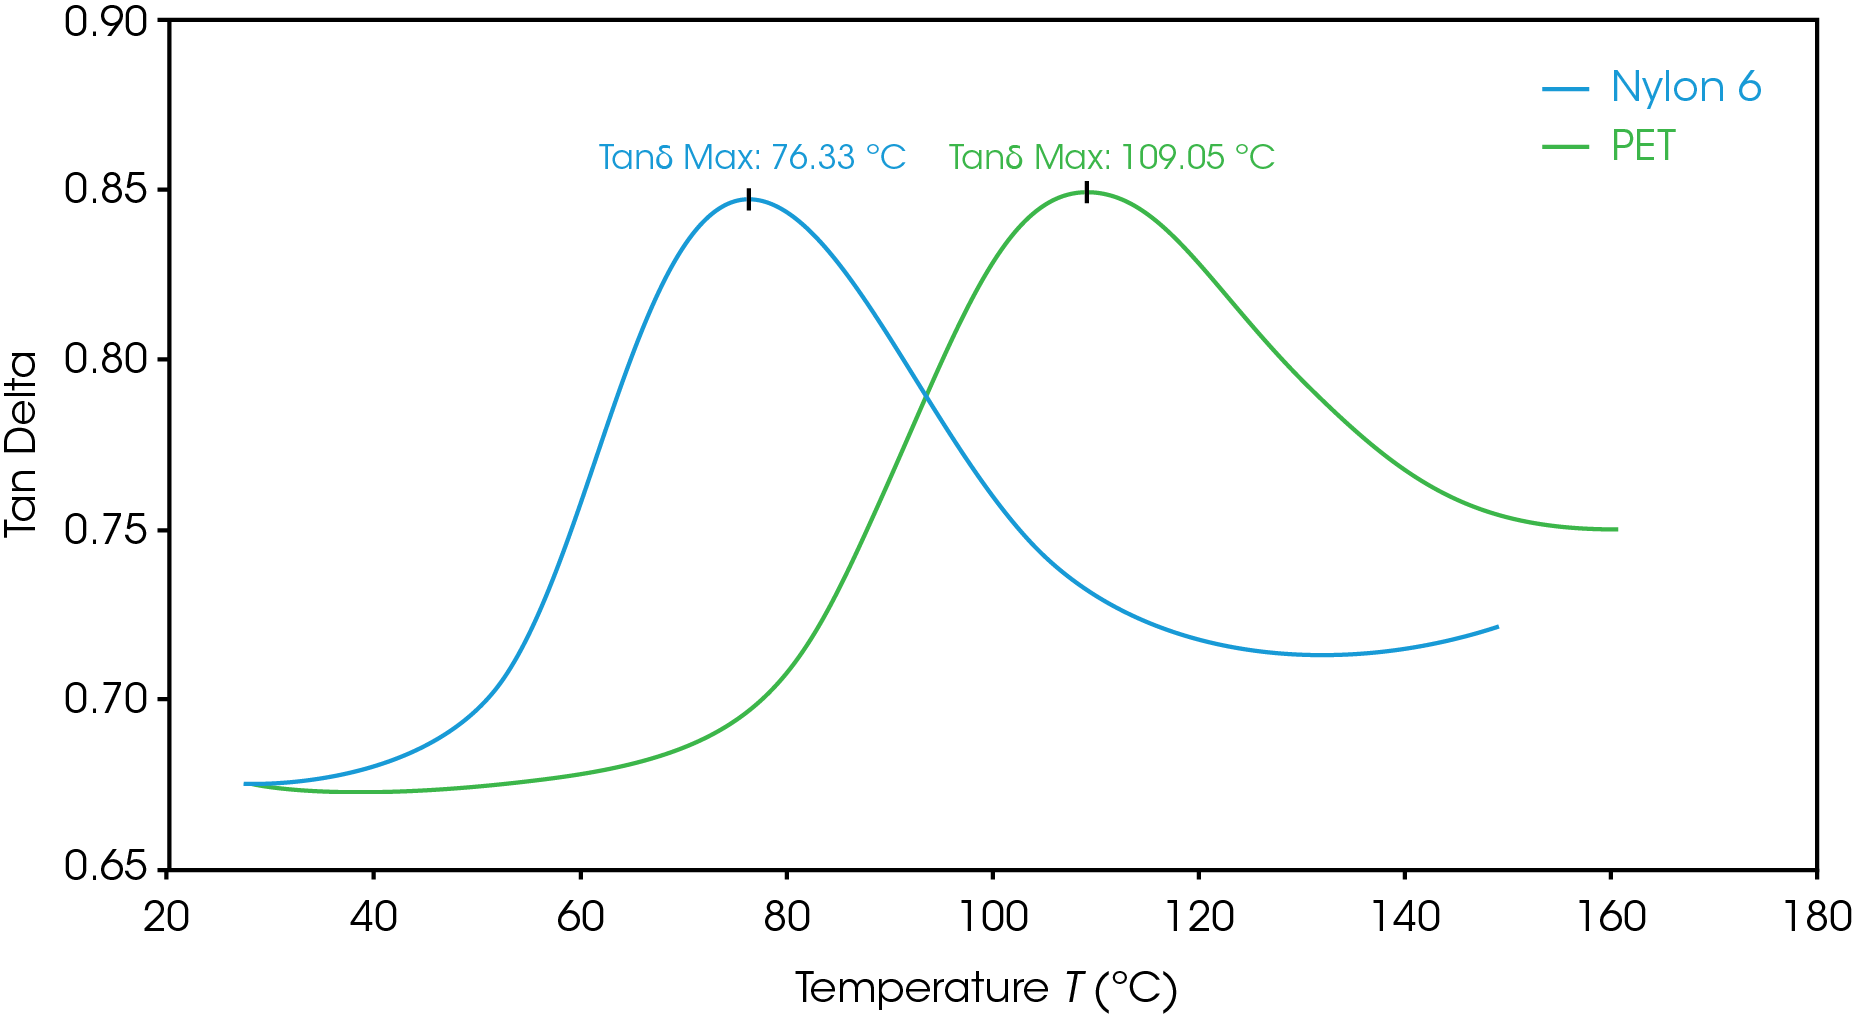 0.90
Nylon 6
PET
Tanδ Max: 76.33 °C
Tanδ Max: 109.05 °C
0.85
0.80
Tan Delta
0.75
0.70
0.65
20 40 60 80 100 120 140 160 180
Temperature T (°C)